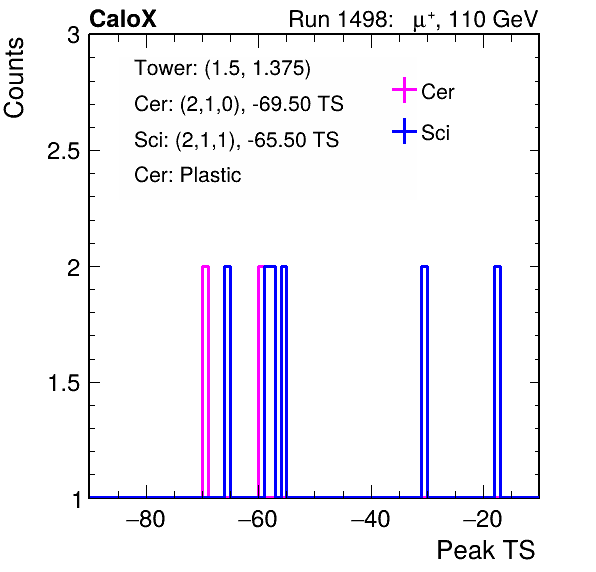 CaloX Run 1498: μ⁺, 110 GeV
Counts
3
2.5
2
1.5
1
Tower: (1.5, 1.375)
Cer: (2,1,0), -69.50 TS
Sci: (2,1,1), -65.50 TS
Cer: Plastic
Cer
Sci
−80 −60 −40 −20
Peak TS